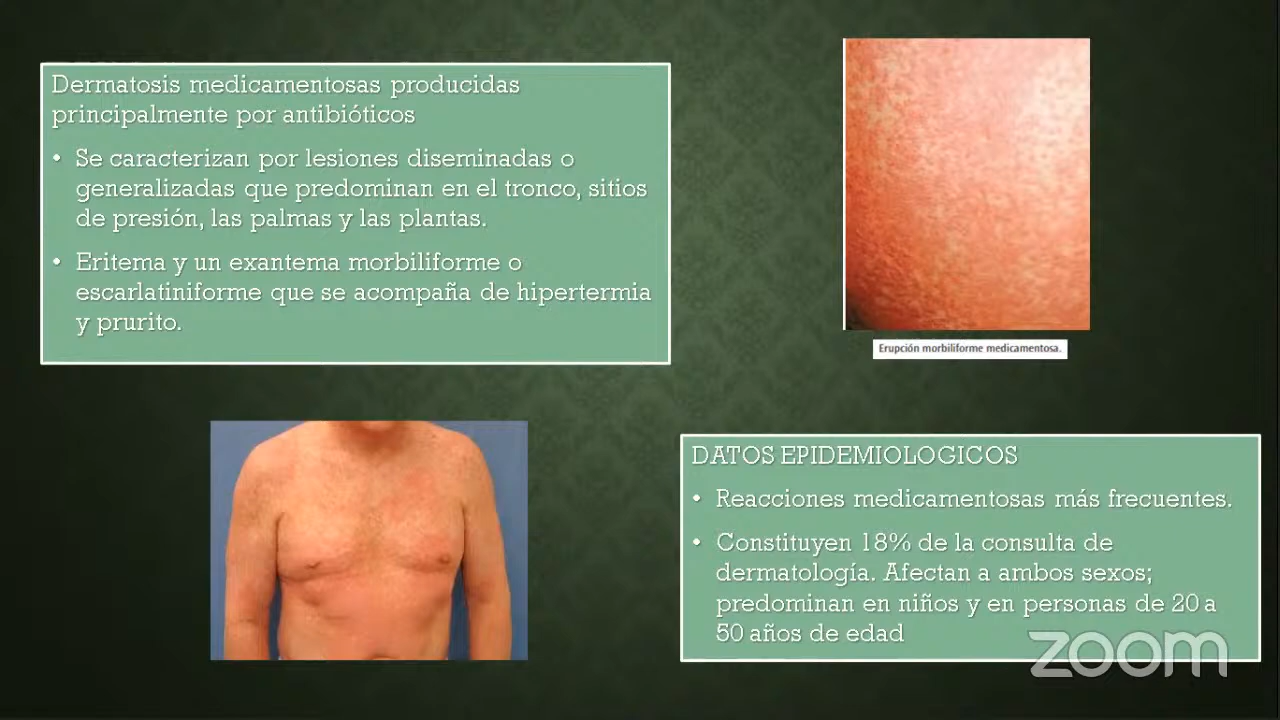 Dermatosis medicamentosas producidas
principalmente por antibióticos
• Se caracterizan por lesiones diseminadas o
generalizadas que predominan en el tronco, sitios
de presión, las palmas y las plantas.
• Eritema y un exantema morbiliforme o
escarlatiniforme que se acompaña de hipertermia
y prurito.
Erupción morbiliforme medicamentosa.
DATOS EPIDEMIOLOGICOS
• Reacciones medicamentosas más frecuentes.
• Constituyen 18% de la consulta de
dermatología. Afectan a ambos sexos;
predominan en niños y en personas de 20 a
50 años de edad
zoom